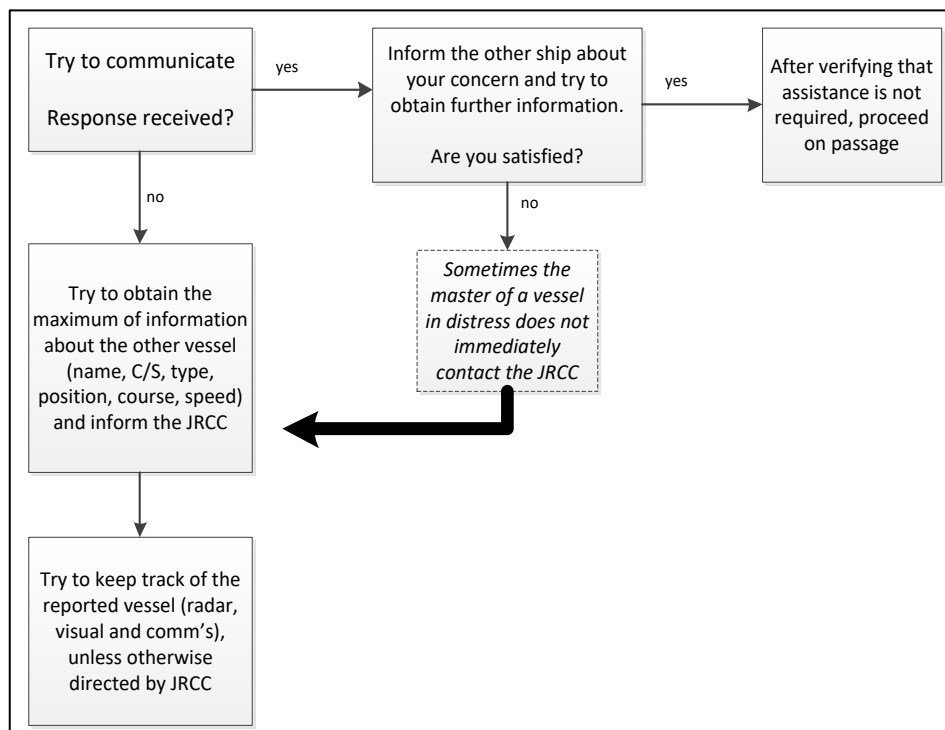 Try to communicate
Response received?
yes
Inform the other ship about
your concern and try to
obtain further information.
Are you satisfied?
yes
After verifying that
assistance is not
required, proceed
on passage
no
no
Try to obtain the
maximum of information
about the other vessel
(name, C/S, type,
position, course, speed)
and inform the JRCC
Sometimes the
master of a vessel
in distress does not
immediately
contact the JRCC
Try to keep track of the
reported vessel (radar,
visual and comm’s),
unless otherwise
directed by JRCC